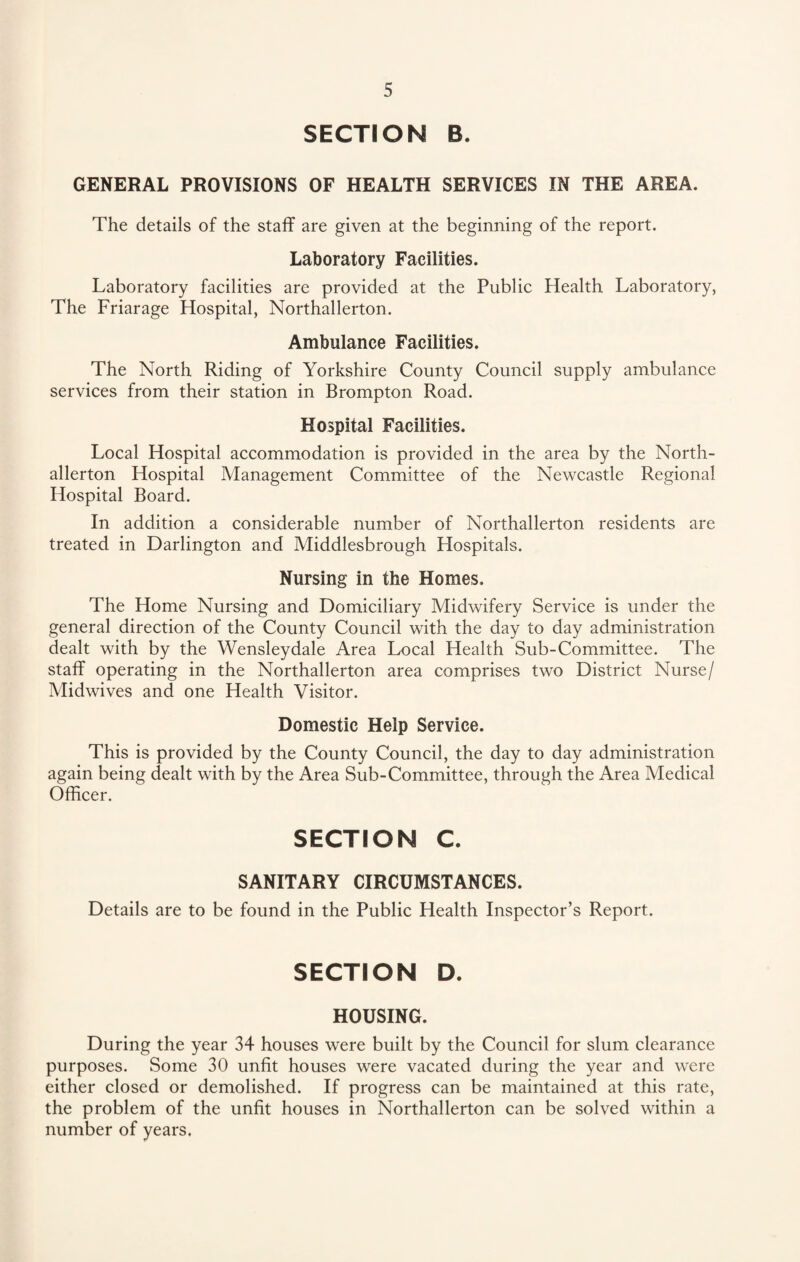 5
SECTION B.
GENERAL PROVISIONS OF HEALTH SERVICES IN THE AREA.
The details of the staff are given at the beginning of the report.
Laboratory Facilities.
Laboratory facilities are provided at the Public Health Laboratory,
The Friarage Hospital, Northallerton.
Ambulance Facilities.
The North Riding of Yorkshire County Council supply ambulance
services from their station in Brompton Road.
Hospital Facilities.
Local Hospital accommodation is provided in the area by the North-
allerton Hospital Management Committee of the Newcastle Regional
Hospital Board.
In addition a considerable number of Northallerton residents are
treated in Darlington and Middlesbrough Hospitals.
Nursing in the Homes.
The Home Nursing and Domiciliary Midwifery Service is under the
general direction of the County Council with the day to day administration
dealt with by the Wensleydale Area Local Health Sub-Committee. The
staff operating in the Northallerton area comprises two District Nurse/
Midwives and one Health Visitor.
Domestic Help Service.
This is provided by the County Council, the day to day administration
again being dealt with by the Area Sub-Committee, through the Area Medical
Officer.
SECTION C.
SANITARY CIRCUMSTANCES.
Details are to be found in the Public Health Inspector's Report.
SECTION D.
HOUSING.
During the year 34 houses were built by the Council for slum clearance
purposes. Some 30 unfit houses were vacated during the year and were
either closed or demolished. If progress can be maintained at this rate,
the problem of the unfit houses in Northallerton can be solved within a
number of years.